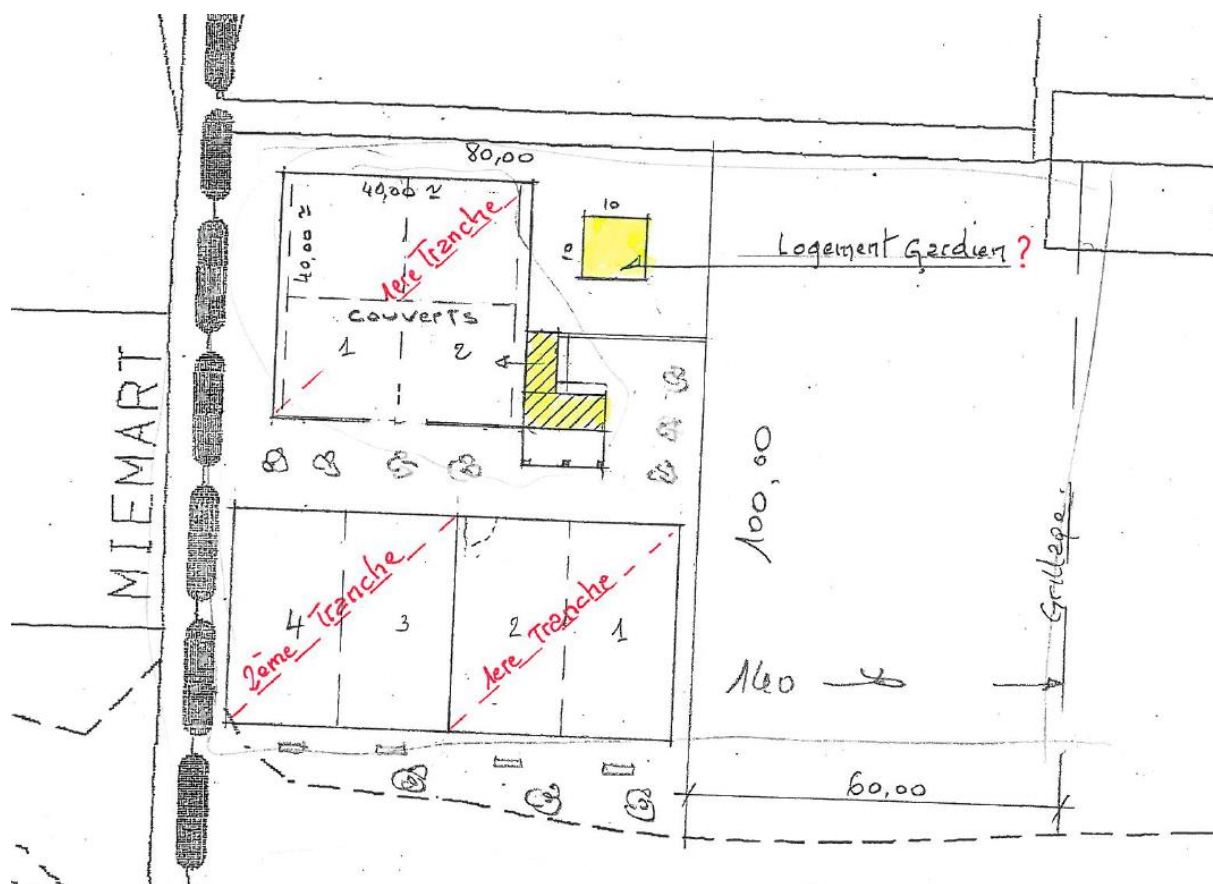 80,00
40,00 ≈
40,00 ≈
1ere Tranche
couverts
1
2
10
10
Logement Gardien ?
MIEMART
100,00
Grillage.
4
3
2
1
2ème Tranche
1ere Tranche
140
60,00